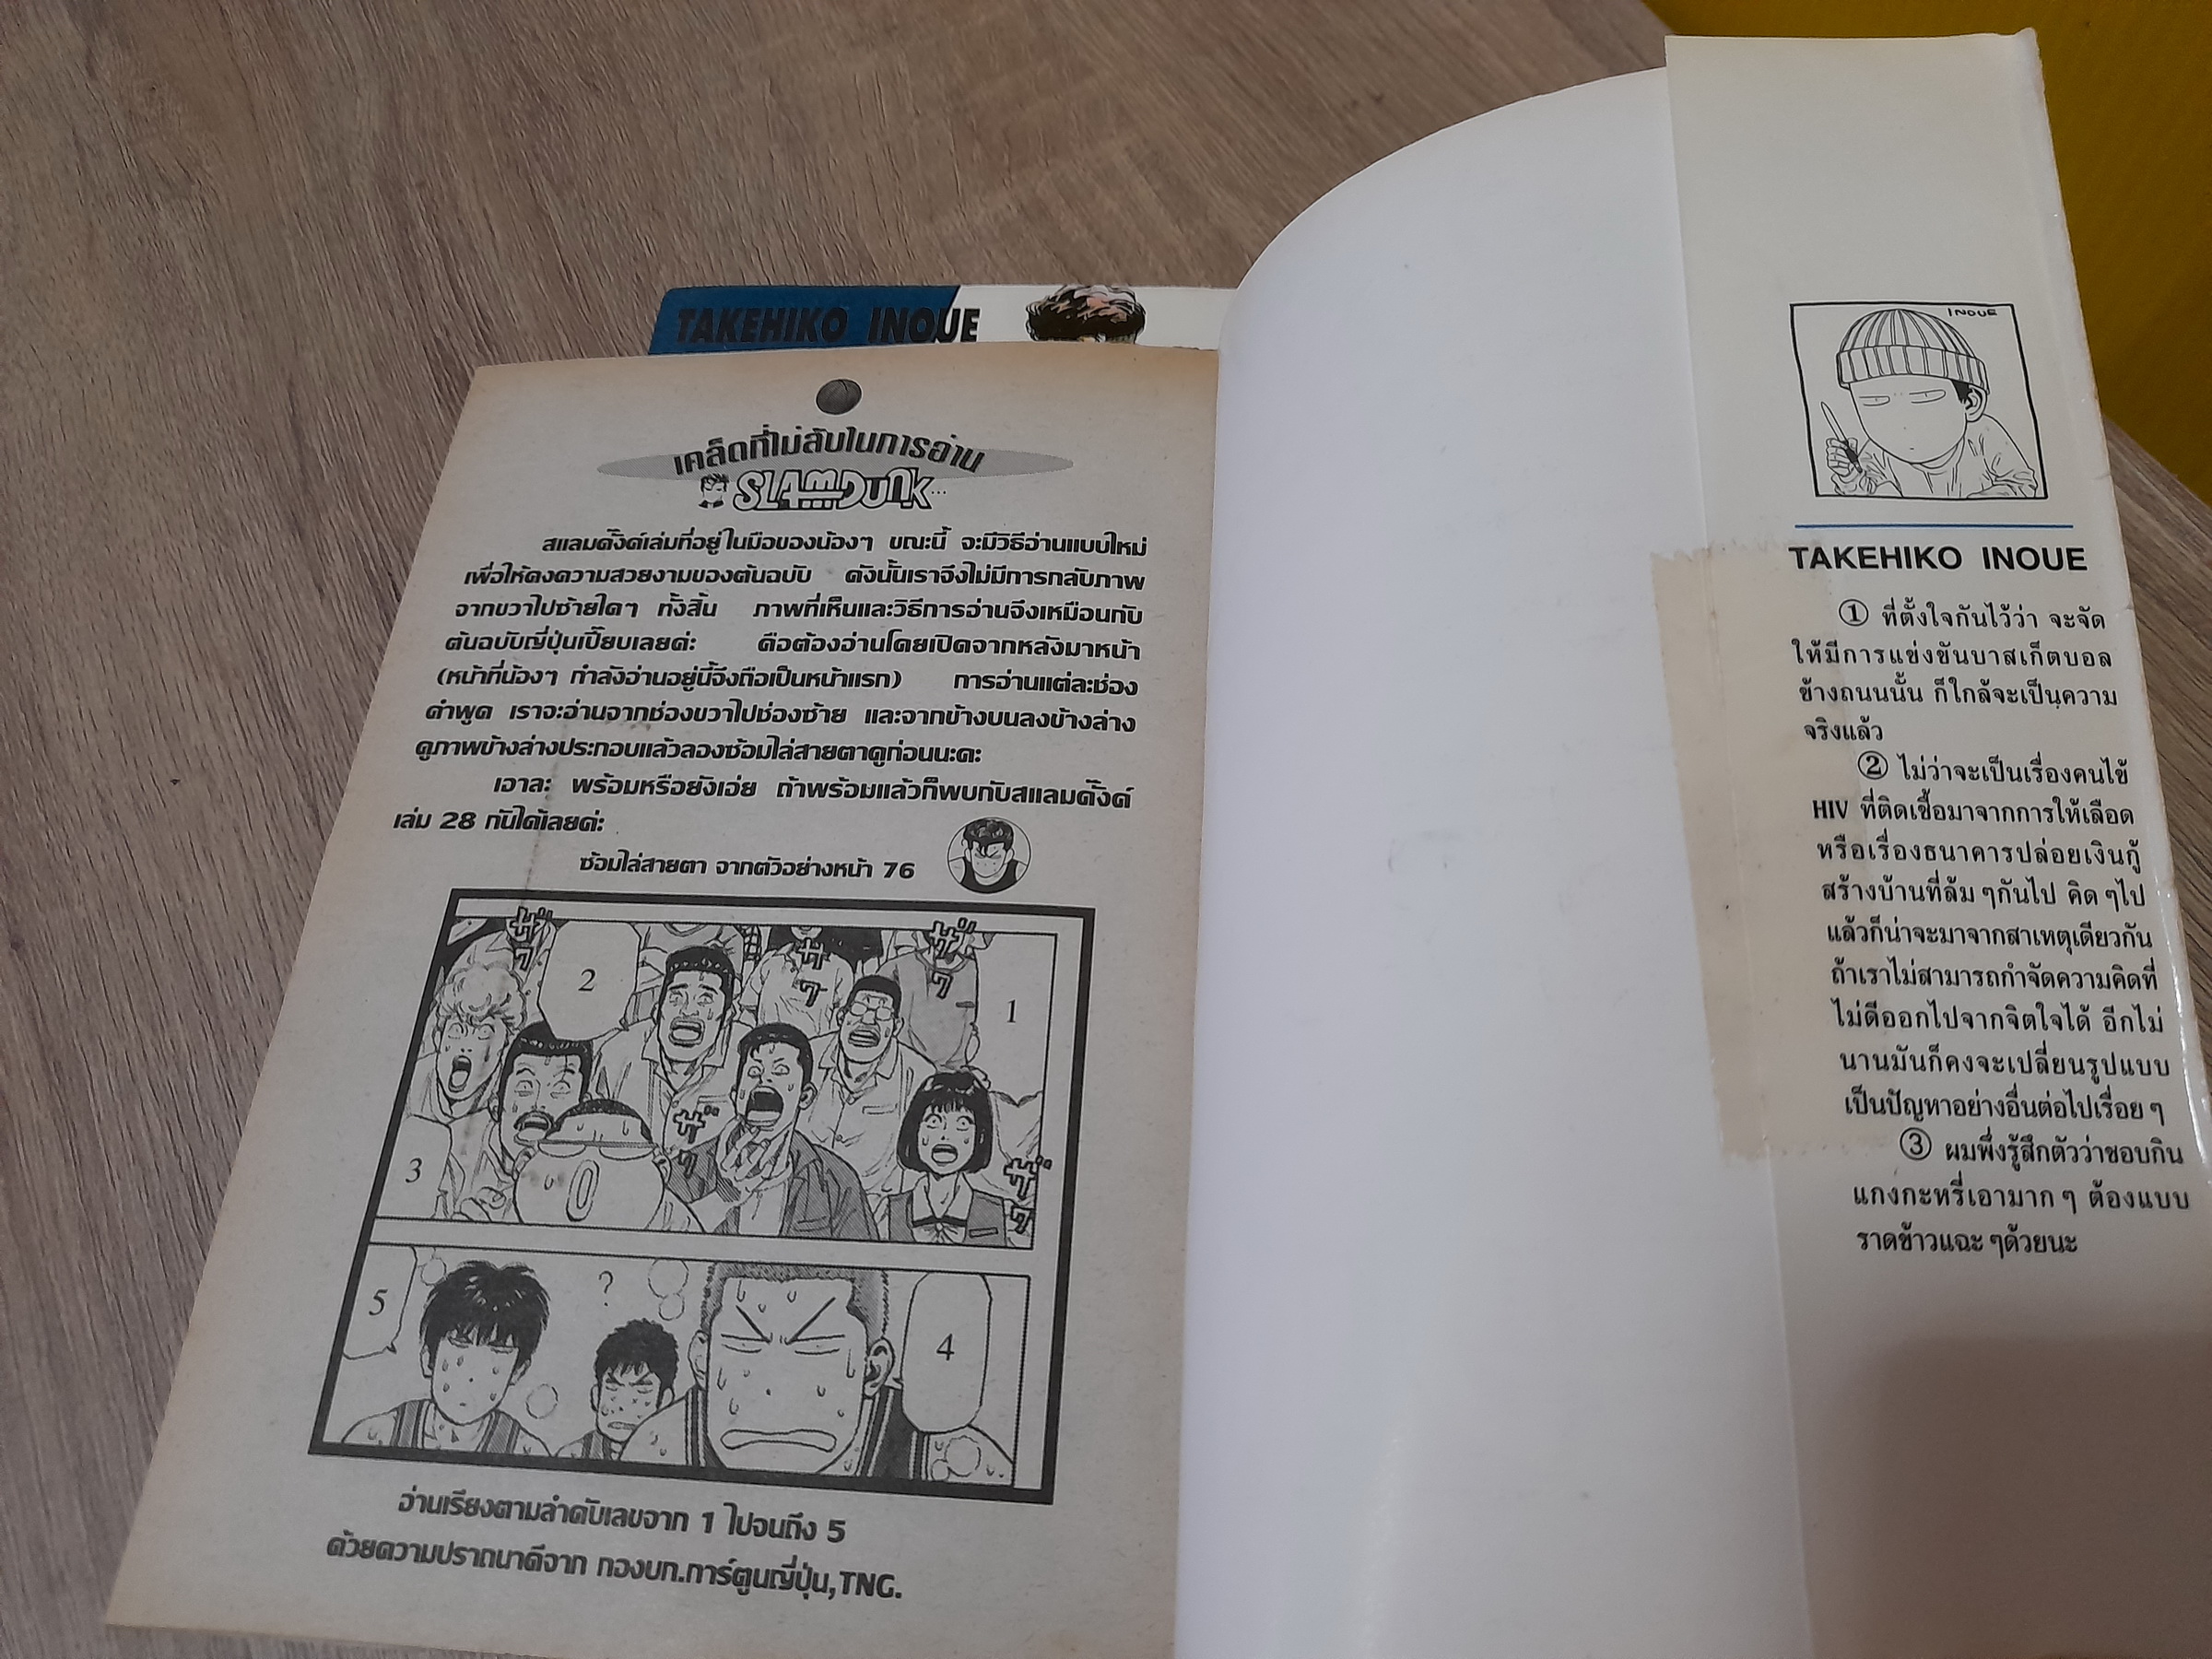 TAKEHIKO INOUE
เคล็ดที่ไม่ลับในการอ่าน
SLAM DUNK...
สแลมดั๊งค์เล่มที่อยู่ในมือของน้องๆ ขณะนี้ จะมีวิธีอ่านแบบใหม่
เพื่อให้คงความสวยงามของต้นฉบับ ดังนั้นเราจึงไม่มีการกลับภาพ
จากขวาไปซ้ายใดๆ ทั้งสิ้น ภาพที่เห็นและวิธีการอ่านจึงเหมือนกับ
ต้นฉบับญี่ปุ่นเปี๊ยบเลยค่ะ คือต้องอ่านโดยเปิดจากหลังมาหน้า
(หน้าที่น้องๆ กำลังอ่านอยู่นี้จึงถือเป็นหน้าแรก) การอ่านแต่ละช่อง
คำพูด เราจะอ่านจากช่องขวาไปช่องซ้าย และจากข้างบนลงข้างล่าง
ดูภาพข้างล่างประกอบแล้วลองซ้อมไล่สายตาดูก่อนนะคะ
เอาละ พร้อมหรือยังเอ่ย ถ้าพร้อมแล้วก็พบกับสแลมดั๊งค์
เล่ม 28 กันได้เลยค่ะ
ซ้อมไล่สายตา จากตัวอย่างหน้า 76
ザワ
ザワ
ザワ
2
1
ザワ
ザワ
3
5
?
4
อ่านเรียงตามลำดับเลขจาก 1 ไปจนถึง 5
ด้วยความปรารถนาดีจาก กองบก.การ์ตูนญี่ปุ่น,TNG.
INOUE
TAKEHIKO INOUE
① ที่ตั้งใจกันไว้ว่า จะจัด
ให้มีการแข่งขันบาสเก็ตบอล
ข้างถนนนั้น ก็ใกล้จะเป็นความ
จริงแล้ว
② ไม่ว่าจะเป็นเรื่องคนไข้
HIV ที่ติดเชื้อมาจากการให้เลือด
หรือเรื่องธนาคารปล่อยเงินกู้
สร้างบ้านที่ล้มๆกันไป คิดๆไป
แล้วก็น่าจะมาจากสาเหตุเดียวกัน
ถ้าเราไม่สามารถกำจัดความคิดที่
ไม่ดีออกไปจากจิตใจได้ อีกไม่
นานมันก็คงจะเปลี่ยนรูปแบบ
เป็นปัญหาอย่างอื่นต่อไปเรื่อยๆ
③ ผมพึ่งรู้สึกตัวว่าชอบกิน
แกงกะหรี่เอามากๆ ต้องแบบ
ราดข้าวแฉะๆด้วยนะ